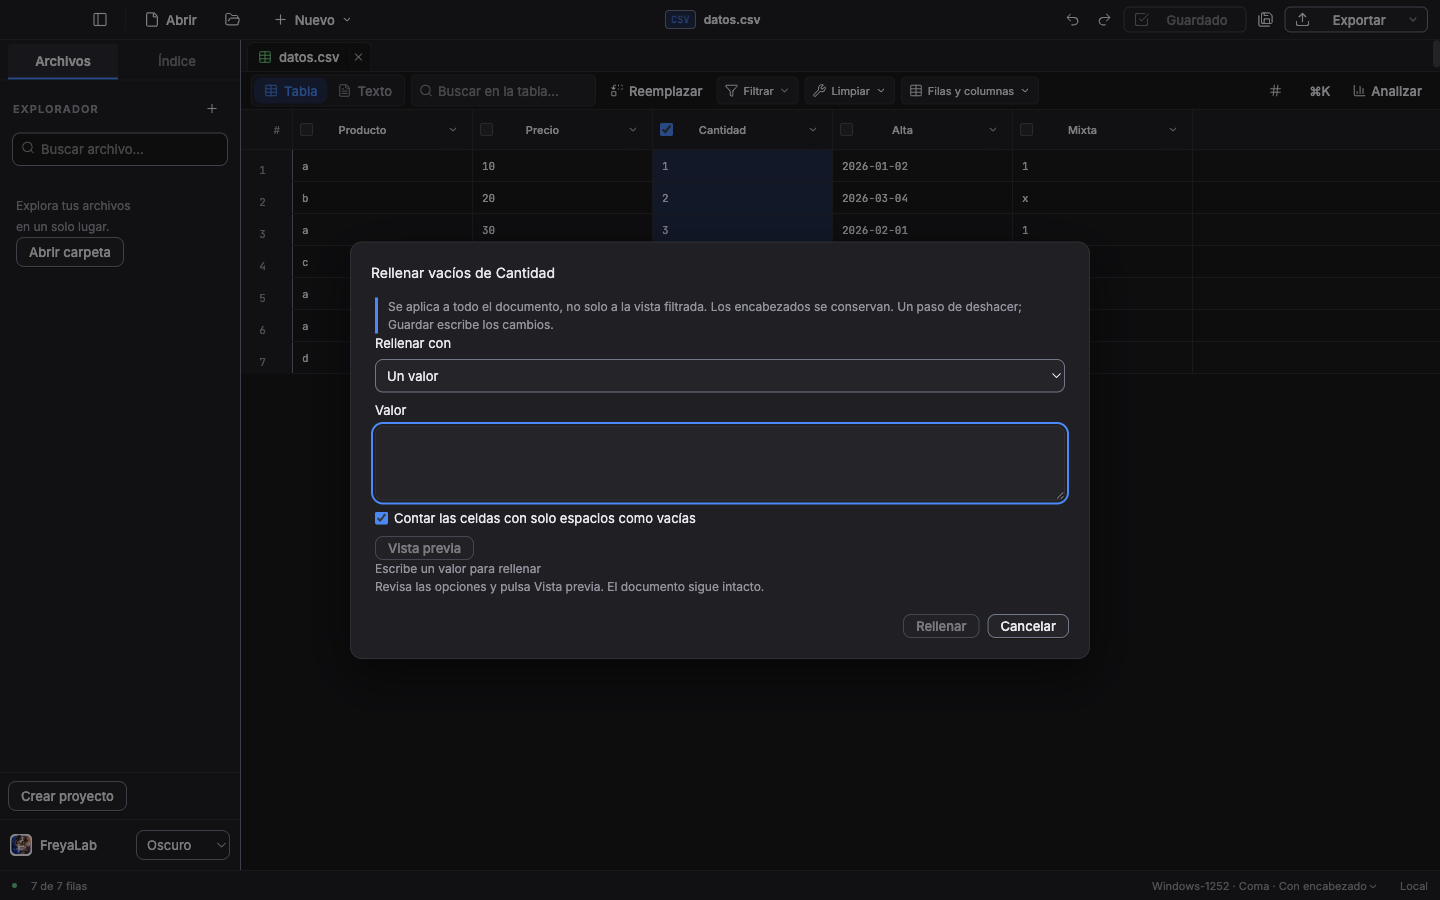 Abrir
Nuevo
CSV datos.csv
Guardado
Exportar
Archivos
Índice
datos.csv
Tabla
Texto
Buscar en la tabla...
Reemplazar
Filtrar
Limpiar
Filas y columnas
#
⌘K
Analizar
EXPLORADOR
Buscar archivo...
Explora tus archivos
en un solo lugar.
Abrir carpeta
# Producto Precio Cantidad Alta Mixta
1 a 10 1 2026-01-02 1
2 b 20 2 2026-03-04 x
3 a 30 3 2026-02-01 1
4 c
5 a
6 a
7 d
Rellenar vacíos de Cantidad
Se aplica a todo el documento, no solo a la vista filtrada. Los encabezados se conservan. Un paso de deshacer;
Guardar escribe los cambios.
Rellenar con
Un valor
Valor
Contar las celdas con solo espacios como vacías
Vista previa
Escribe un valor para rellenar
Revisa las opciones y pulsa Vista previa. El documento sigue intacto.
Rellenar
Cancelar
Crear proyecto
FreyaLab
Oscuro
7 de 7 filas
Windows-1252 · Coma · Con encabezado
Local